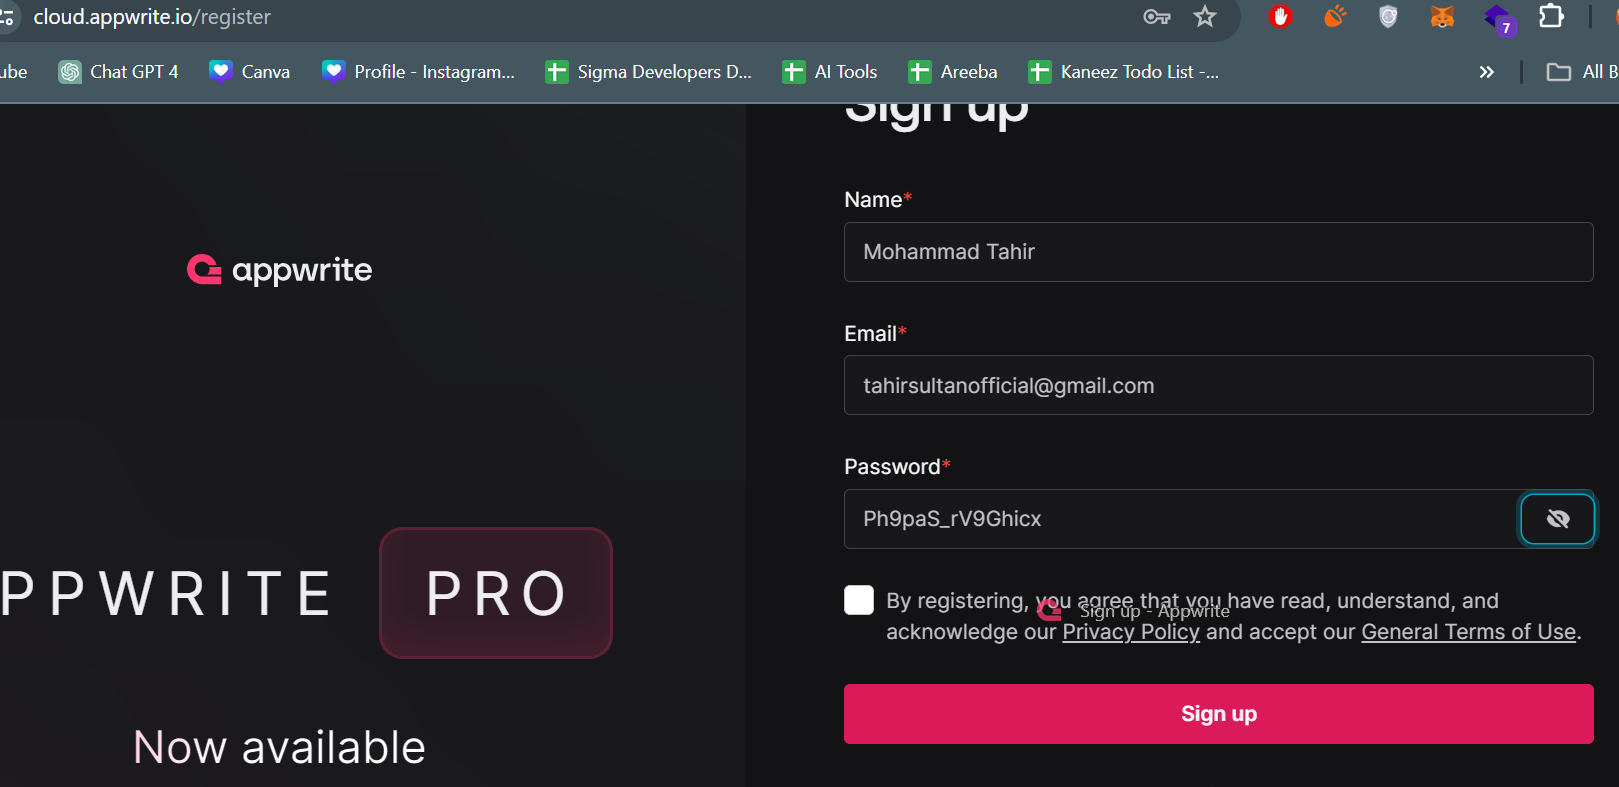 cloud.appwrite.io/register
7
ube Chat GPT 4 Canva Profile - Instagram... Sigma Developers D... AI Tools Areeba Kaneez Todo List -... » All B
Sign up
appwrite
Name*
Mohammad Tahir
Email*
tahirsultanofficial@gmail.com
Password*
Ph9paS_rV9Ghicx
By registering, you agree that you have read, understand, and
Sign up - Appwrite
acknowledge our Privacy Policy and accept our General Terms of Use.
Sign up
PPWRITE PRO
Now available